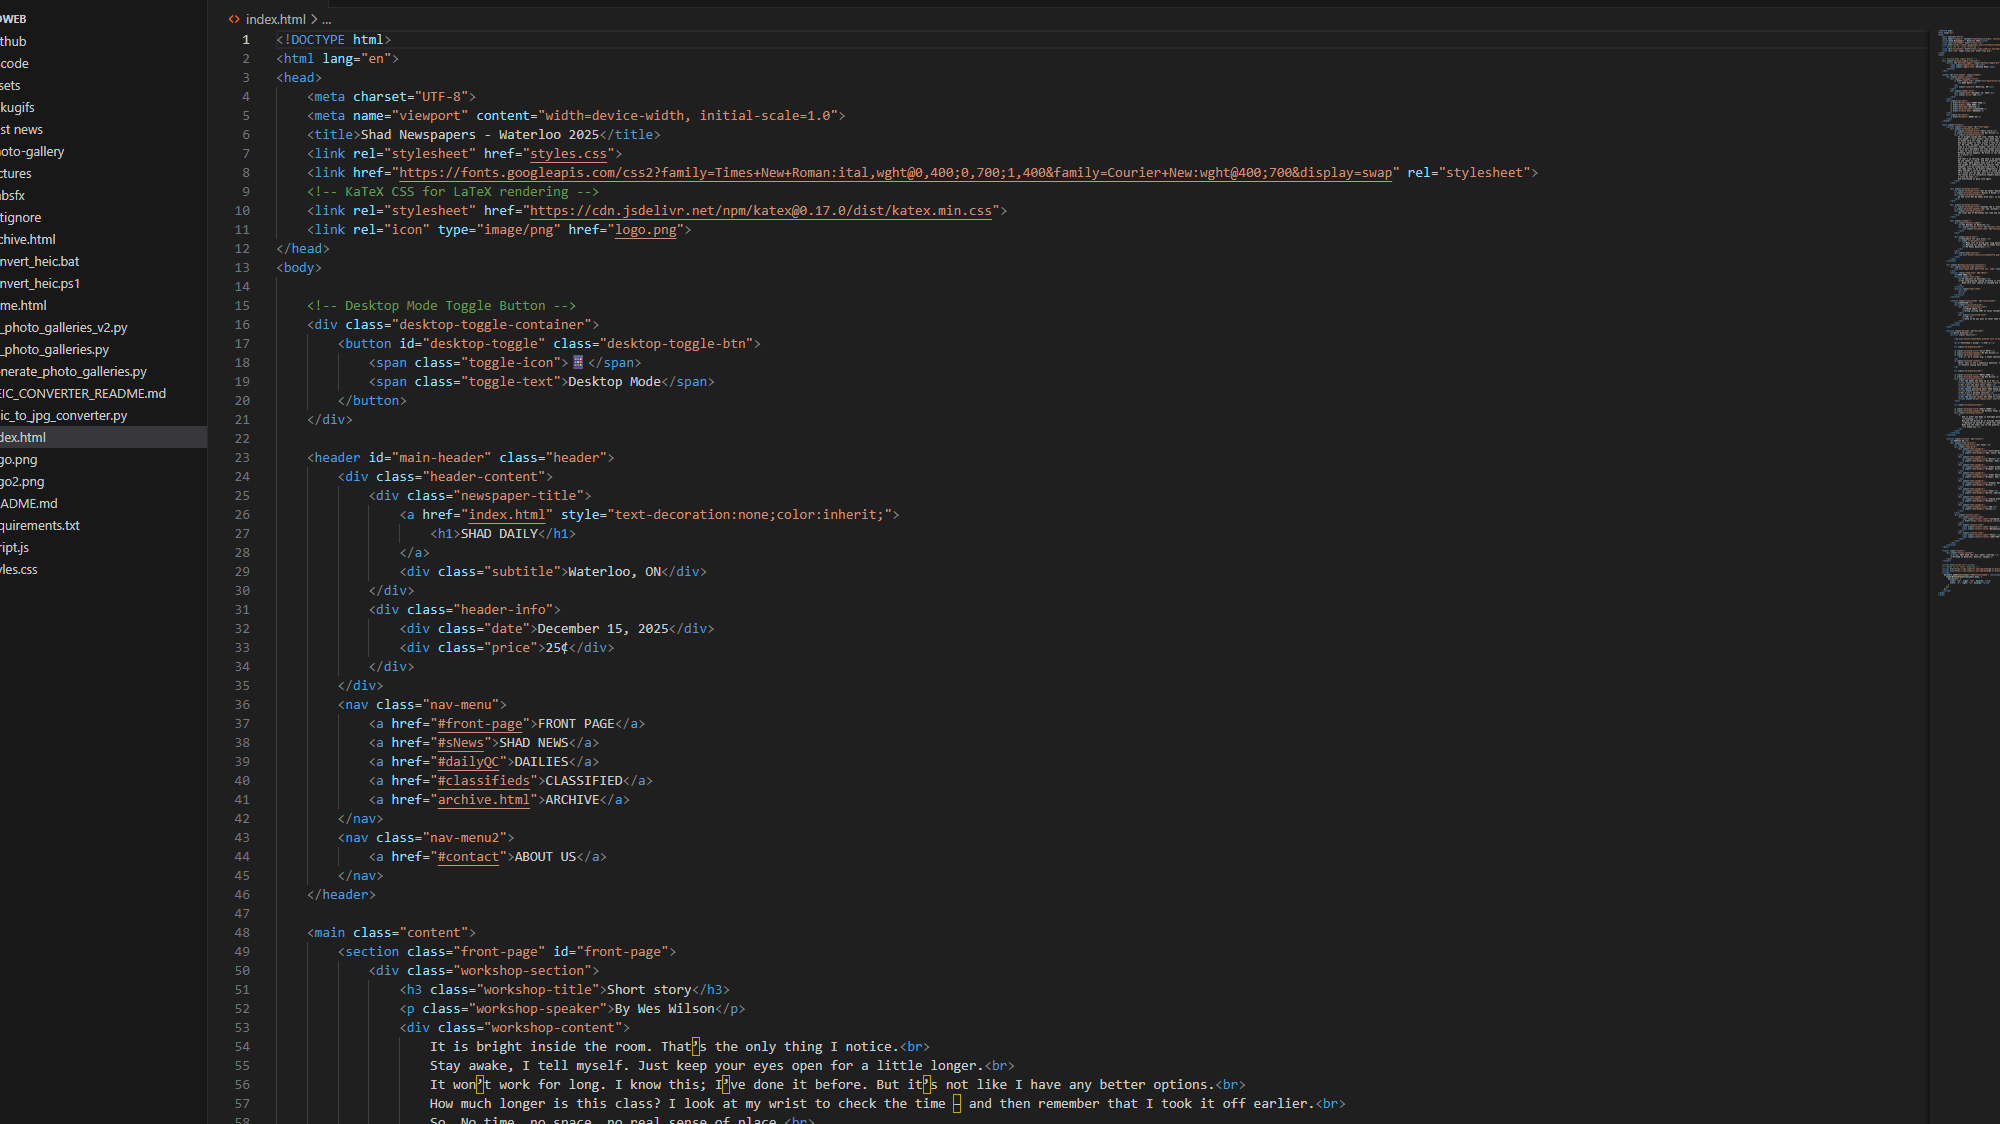 OWEB
thub
code
sets
kugifs
st news
oto-gallery
ctures
bsfx
tignore
chive.html
nvert_heic.bat
nvert_heic.ps1
me.html
_photo_galleries_v2.py
_photo_galleries.py
enerate_photo_galleries.py
EIC_CONVERTER_README.md
ic_to_jpg_converter.py
dex.html
go.png
go2.png
ADME.md
quirements.txt
ript.js
yles.css
<> index.html > ...
1 <!DOCTYPE html>
2 <html lang="en">
3 <head>
4 <meta charset="UTF-8">
5 <meta name="viewport" content="width=device-width, initial-scale=1.0">
6 <title>Shad Newspapers - Waterloo 2025</title>
7 <link rel="stylesheet" href="styles.css">
8 <link href="https://fonts.googleapis.com/css2?family=Times+New+Roman:ital,wght@0,400;0,700;1,400&family=Courier+New:wght@400;700&display=swap" rel="stylesheet">
9 <!-- KaTeX CSS for LaTeX rendering -->
10 <link rel="stylesheet" href="https://cdn.jsdelivr.net/npm/katex@0.17.0/dist/katex.min.css">
11 <link rel="icon" type="image/png" href="logo.png">
12 </head>
13 <body>
14
15 <!-- Desktop Mode Toggle Button -->
16 <div class="desktop-toggle-container">
17 <button id="desktop-toggle" class="desktop-toggle-btn">
18 <span class="toggle-icon"></span>
19 <span class="toggle-text">Desktop Mode</span>
20 </button>
21 </div>
22
23 <header id="main-header" class="header">
24 <div class="header-content">
25 <div class="newspaper-title">
26 <a href="index.html" style="text-decoration:none;color:inherit;">
27 <h1>SHAD DAILY</h1>
28 </a>
29 <div class="subtitle">Waterloo, ON</div>
30 </div>
31 <div class="header-info">
32 <div class="date">December 15, 2025</div>
33 <div class="price">25¢</div>
34 </div>
35 </div>
36 <nav class="nav-menu">
37 <a href="#front-page">FRONT PAGE</a>
38 <a href="#sNews">SHAD NEWS</a>
39 <a href="#dailyQC">DAILIES</a>
40 <a href="#classifieds">CLASSIFIED</a>
41 <a href="archive.html">ARCHIVE</a>
42 </nav>
43 <nav class="nav-menu2">
44 <a href="#contact">ABOUT US</a>
45 </nav>
46 </header>
47
48 <main class="content">
49 <section class="front-page" id="front-page">
50 <div class="workshop-section">
51 <h3 class="workshop-title">Short story</h3>
52 <p class="workshop-speaker">By Wes Wilson</p>
53 <div class="workshop-content">
54 It is bright inside the room. That’s the only thing I notice.<br>
55 Stay awake, I tell myself. Just keep your eyes open for a little longer.<br>
56 It won’t work for long. I know this; I’ve done it before. But it’s not like I have any better options.<br>
57 How much longer is this class? I look at my wrist to check the time – and then remember that I took it off earlier.<br>
58 So. No time, no space, no real sense of place.<br>